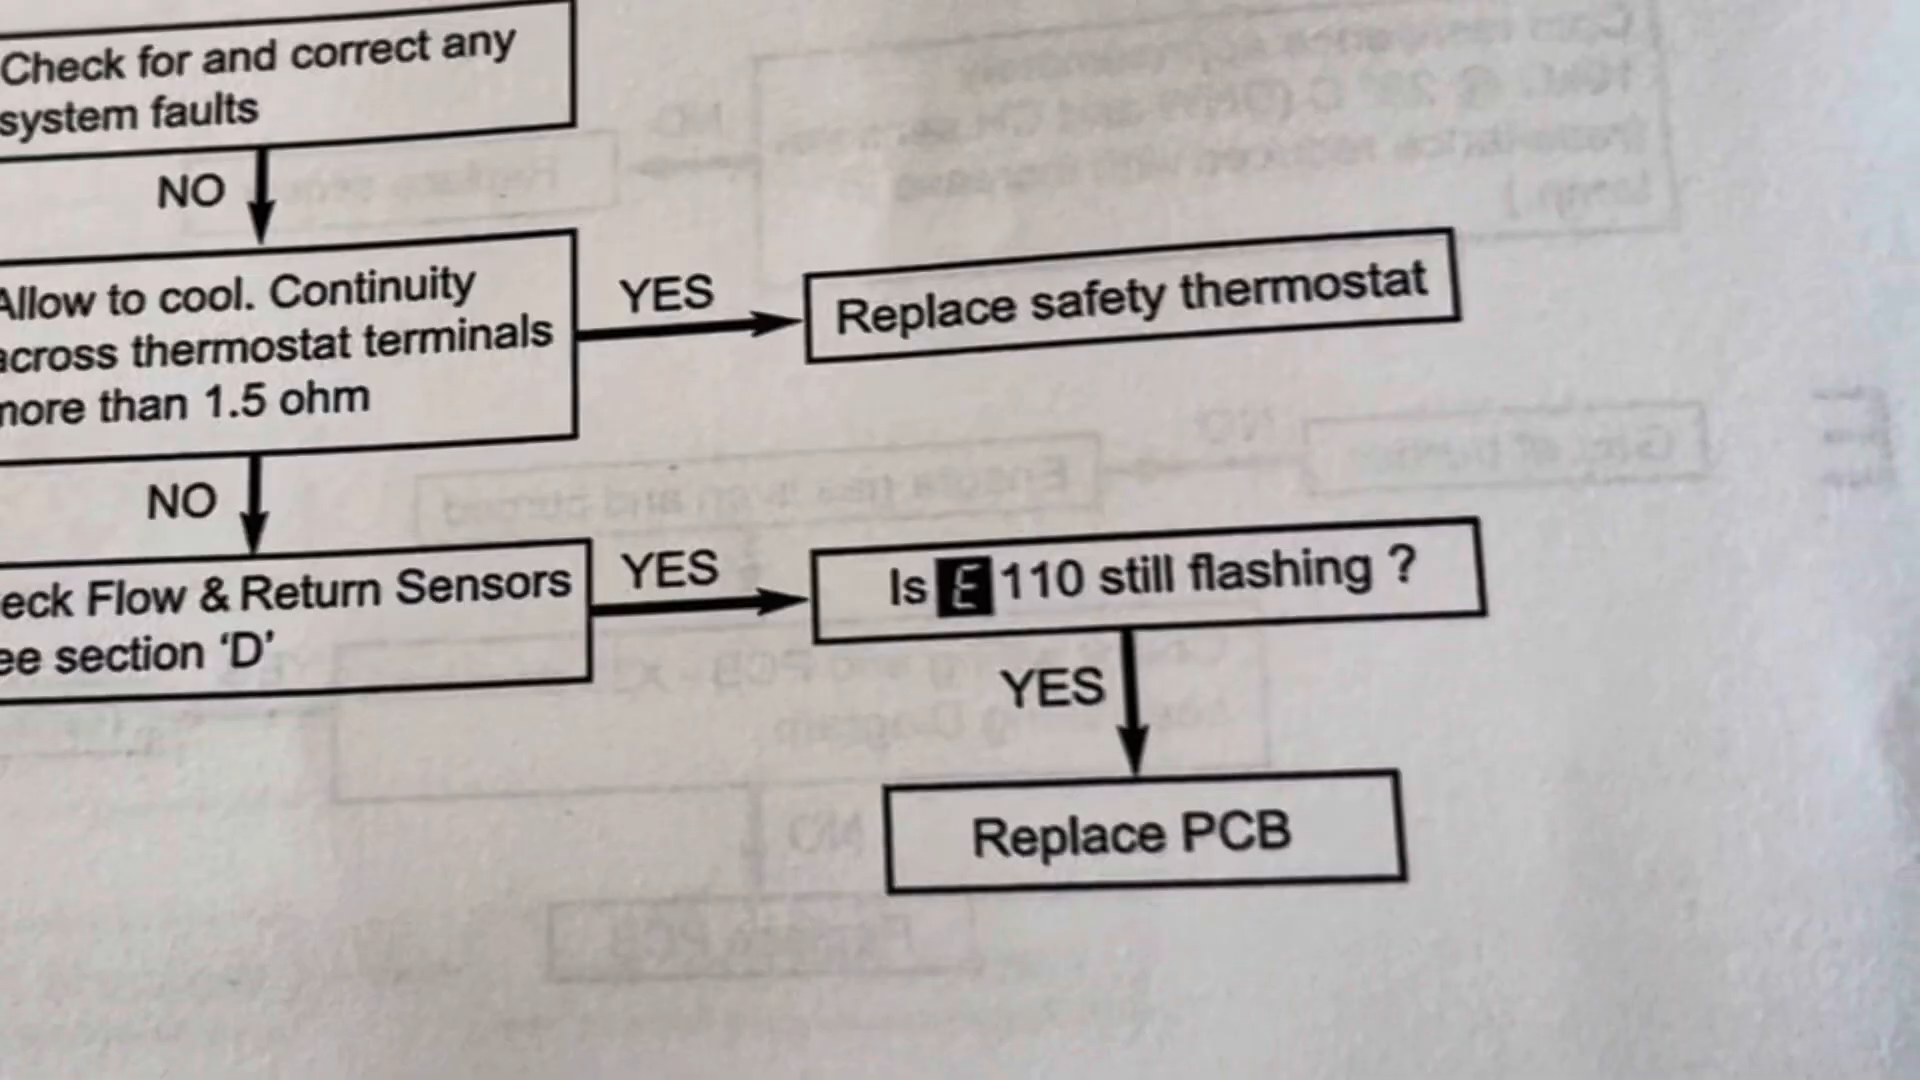 Check for and correct any
system faults
NO
Allow to cool. Continuity
across thermostat terminals
more than 1.5 ohm
YES
Replace safety thermostat
NO
eck Flow & Return Sensors
ee section ‘D’
YES
Is E 110 still flashing ?
YES
Replace PCB